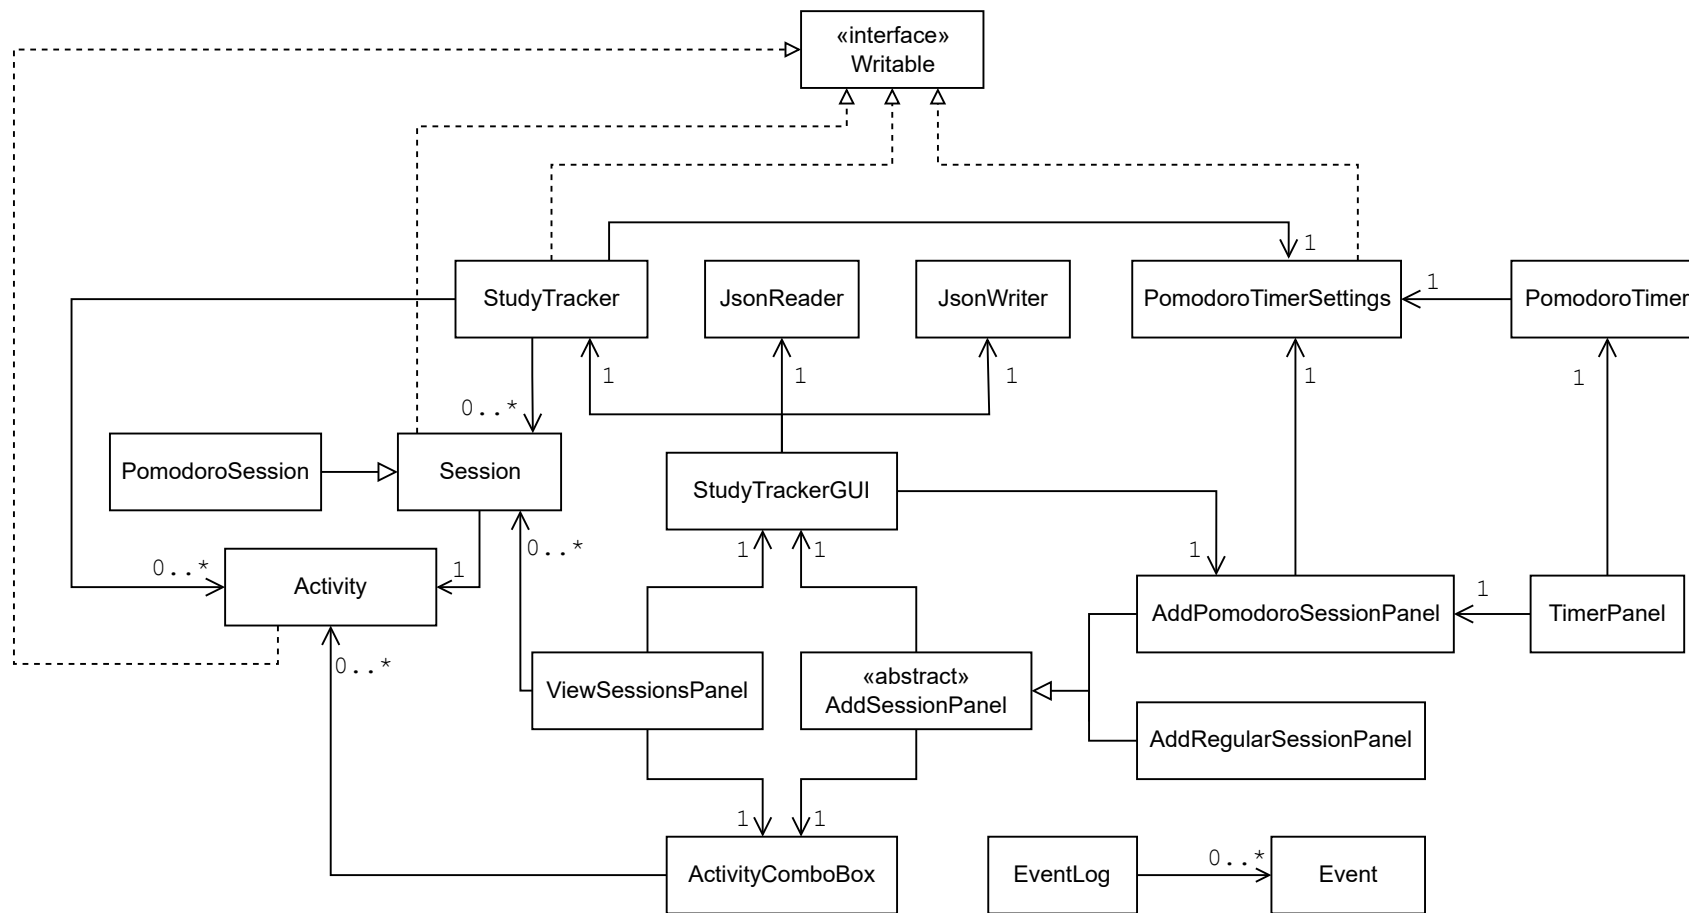 «interface»
Writable
1
StudyTracker
JsonReader
JsonWriter
PomodoroTimerSettings
1
PomodoroTimer
1
1
1
1
1
0..*
PomodoroSession
Session
StudyTrackerGUI
0..*
1
1
1
0..*
1
Activity
1
AddPomodoroSessionPanel
TimerPanel
0..*
ViewSessionsPanel
«abstract»
AddSessionPanel
AddRegularSessionPanel
1
1
ActivityComboBox
EventLog
0..*
Event